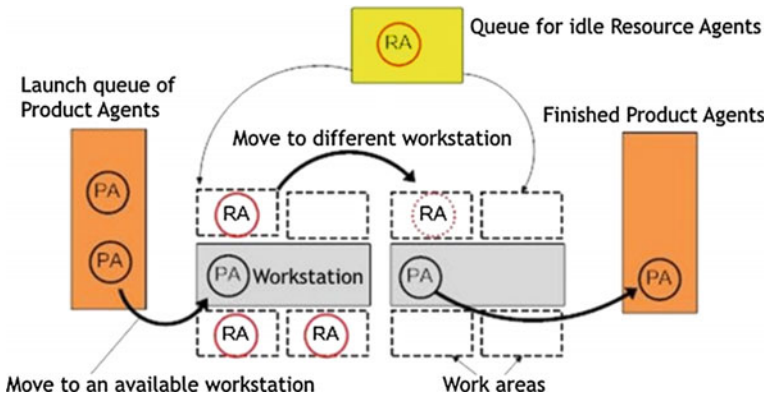 Queue for idle Resource Agents
RA
Launch queue of
Product Agents
Finished Product Agents
Move to different workstation
PA
RA
RA
PA
PA
Workstation
PA
PA
RA
RA
Move to an available workstation
Work areas